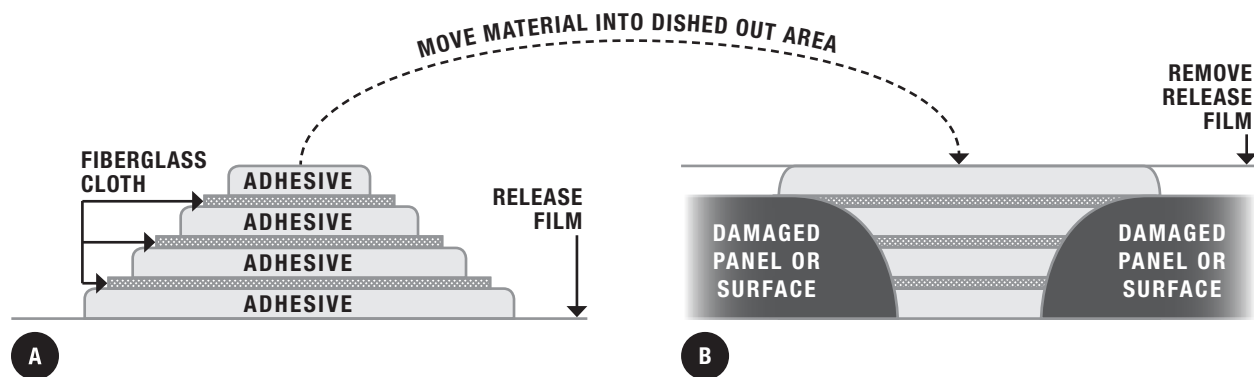 MOVE MATERIAL INTO DISHED OUT AREA
REMOVE
RELEASE
FILM
FIBERGLASS
CLOTH
ADHESIVE
RELEASE
FILM
ADHESIVE
ADHESIVE
ADHESIVE
DAMAGED
PANEL OR
SURFACE
DAMAGED
PANEL OR
SURFACE
A
B